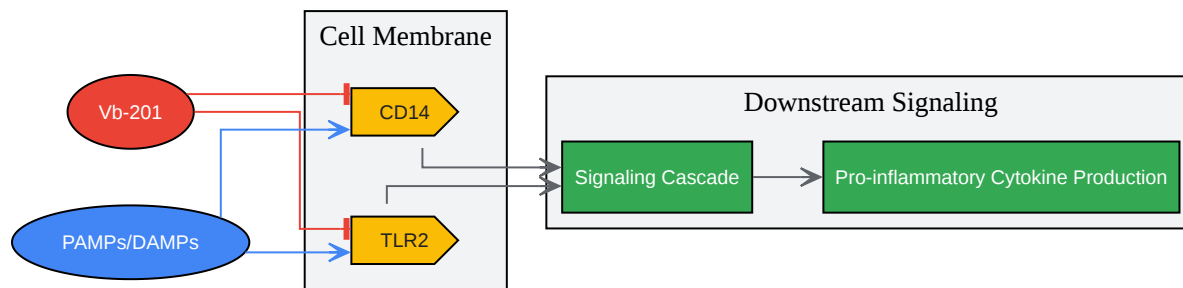 Cell Membrane
Vb-201
CD14
PAMPs/DAMPs
TLR2
Downstream Signaling
Signaling Cascade
Pro-inflammatory Cytokine Production